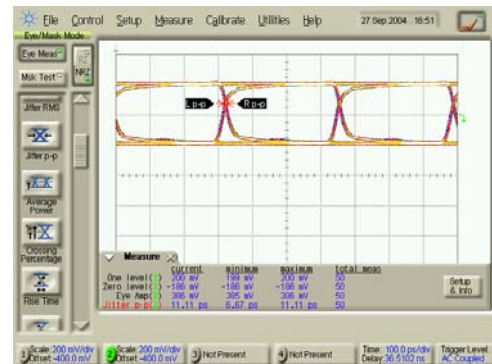 File Control Setup Measure Calibrate Utilities Help 27 Sep 2004 16:51
Eye/Mask Mode
Eye Meas
NRZ
Msk Test
Jitter RMS
Jitter p-p
Average Power
Crossing Percentage
Rise Time
L p-p R p-p
Measure
current minimum maximum total meas
One level( ) 200 mV 199 mV 200 mV 50
Zero level( ) -186 mV -186 mV -186 mV 50
Eye Amp( ) 386 mV 385 mV 386 mV 50
Jitter p-p( ) 11.11 ps 6.67 ps 11.11 ps 50
Setup & Info
1 Scale: 200 mV/div Offset: -400.0 mV
2 Scale: 200 mV/div Offset: -400.0 mV
3 Not Present
4 Not Present
Time: 100.0 ps/div Delay: 36.5102 ns
Trigger Level AC Coupled